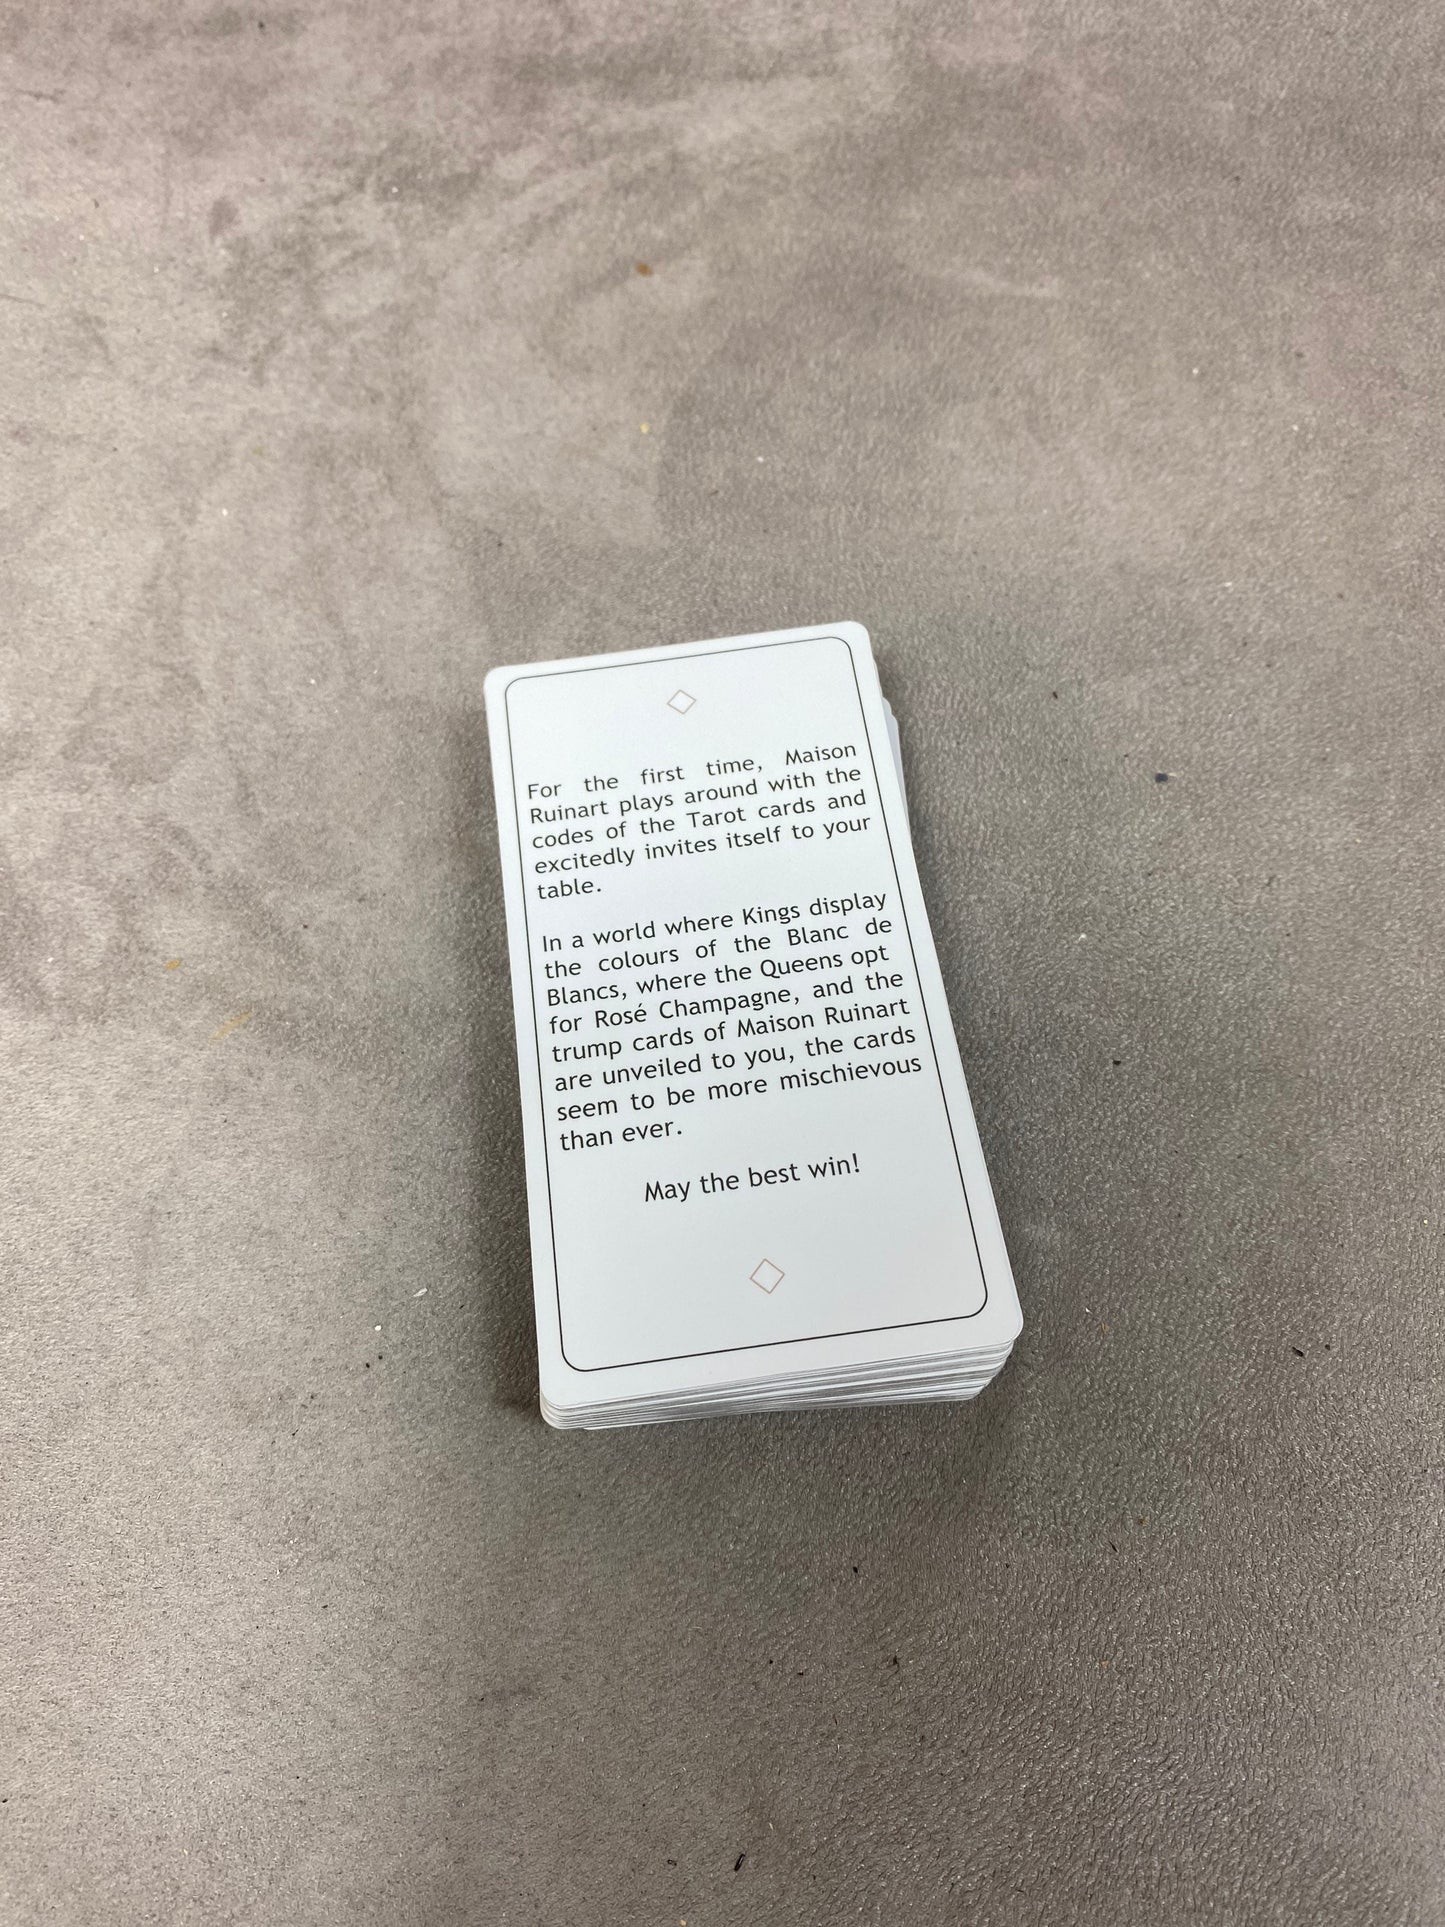 For the first time, Maison
Ruinart plays around with the
codes of the Tarot cards and
excitedly invites itself to your
table.
In a world where Kings display
the colours of the Blanc de
Blancs, where the Queens opt
for Rosé Champagne, and the
trump cards of Maison Ruinart
are unveiled to you, the cards
seem to be more mischievous
than ever.
May the best win!